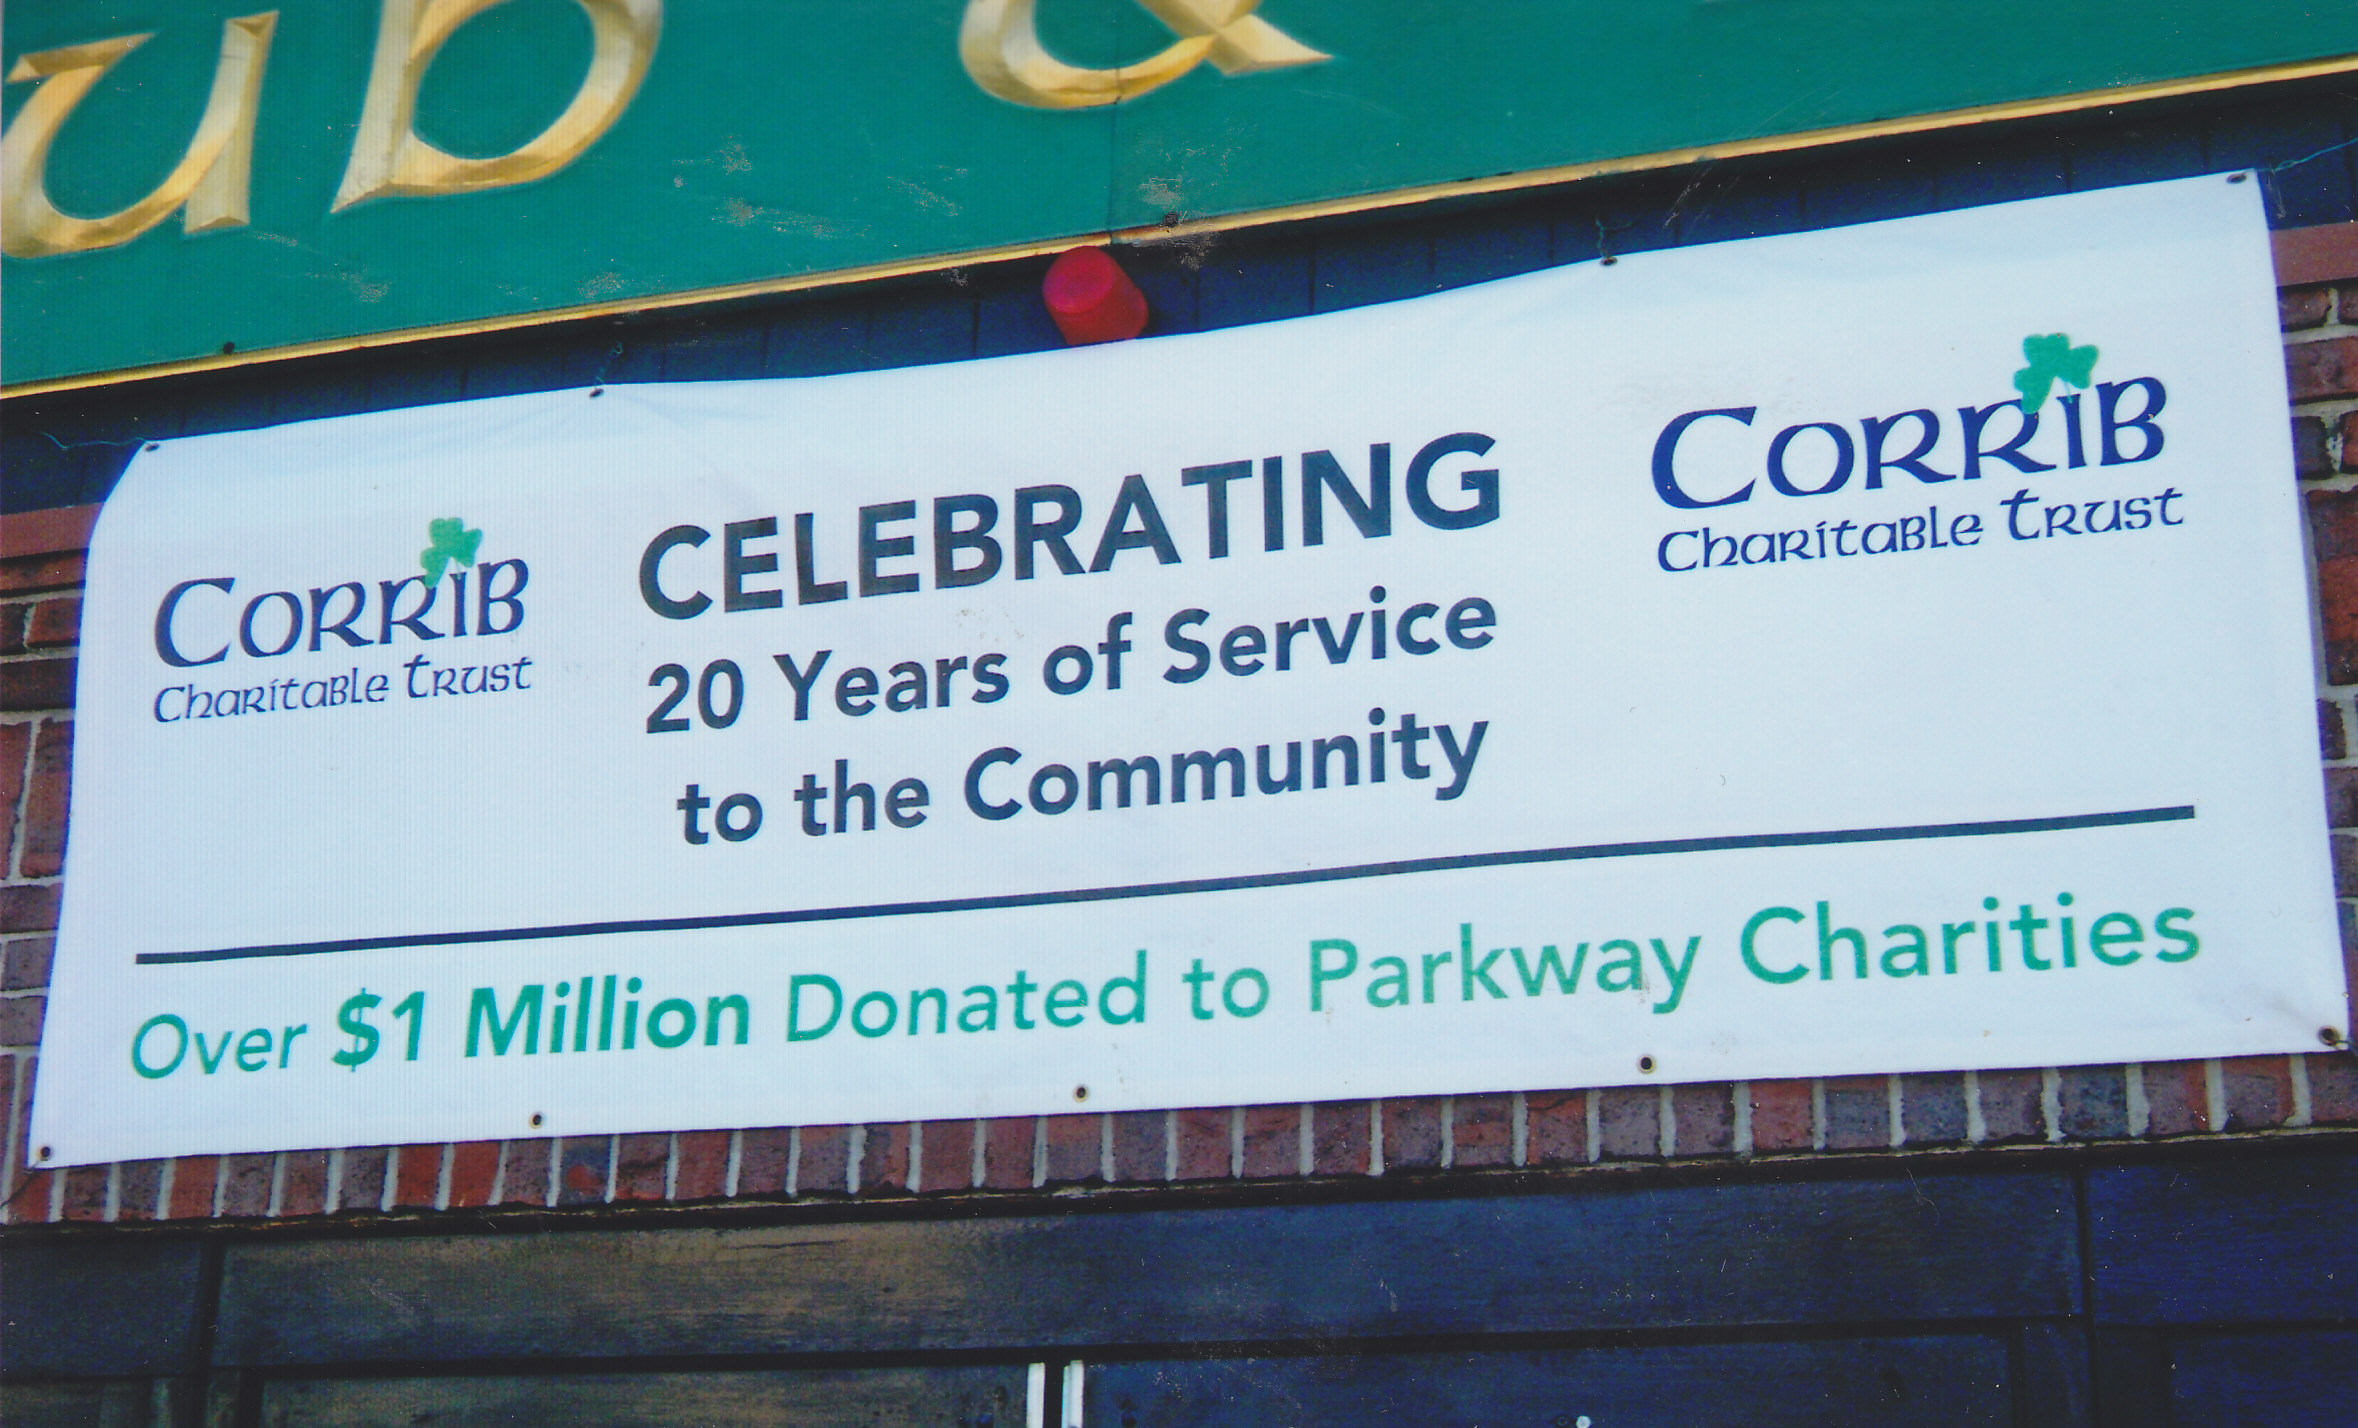 ub &
CORRIB
Charitable Trust
CELEBRATING
20 Years of Service
to the Community
CORRIB
Charitable Trust
Over $1 Million Donated to Parkway Charities